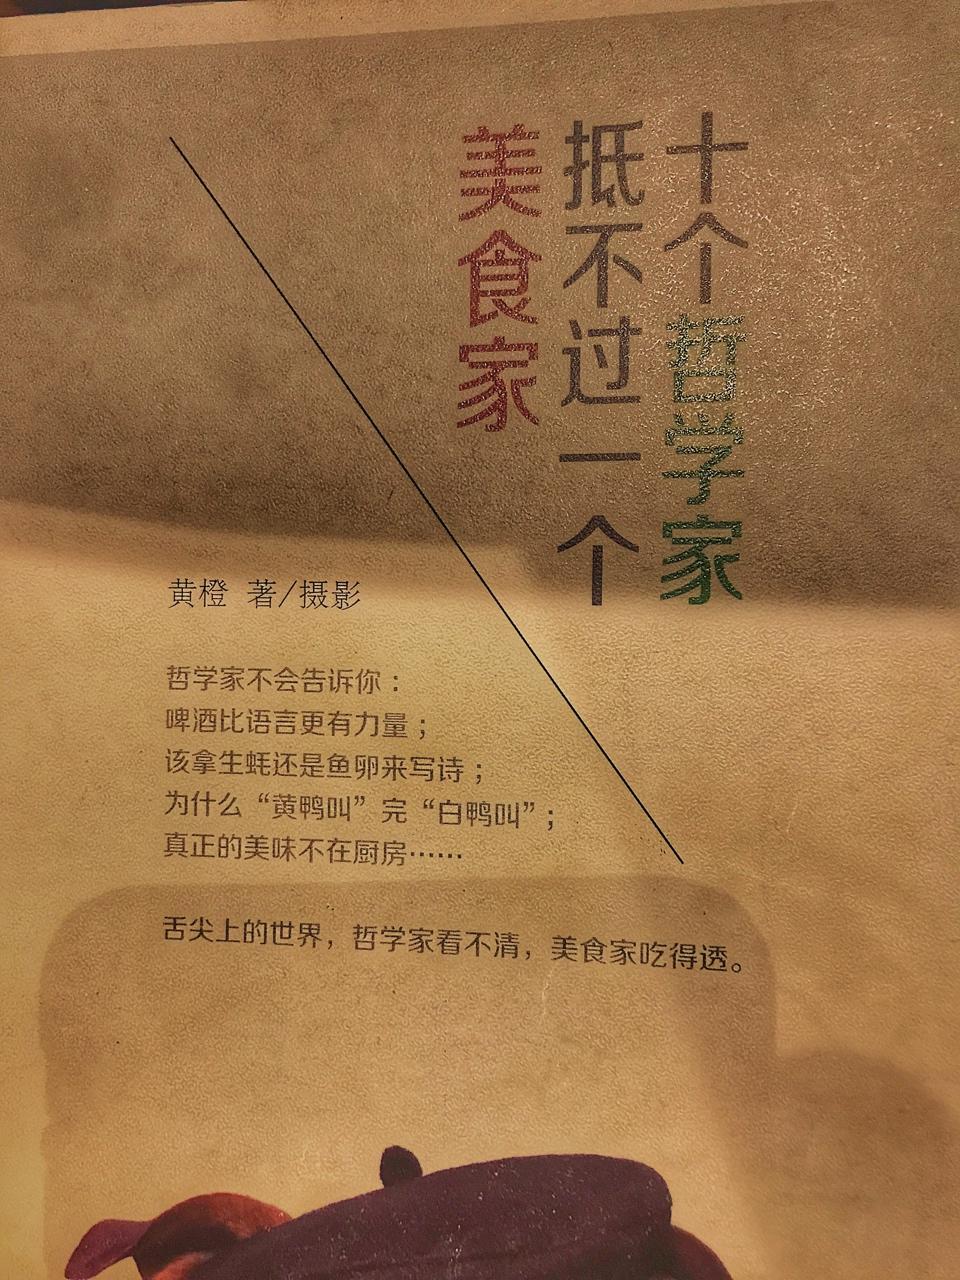 十个哲学家
抵不过一个
美食家
黄橙 著/摄影
哲学家不会告诉你：
啤酒比语言更有力量；
该拿生蚝还是鱼卵来写诗；
为什么“黄鸭叫”完“白鸭叫”；
真正的美味不在厨房……
舌尖上的世界，哲学家看不清，美食家吃得透。